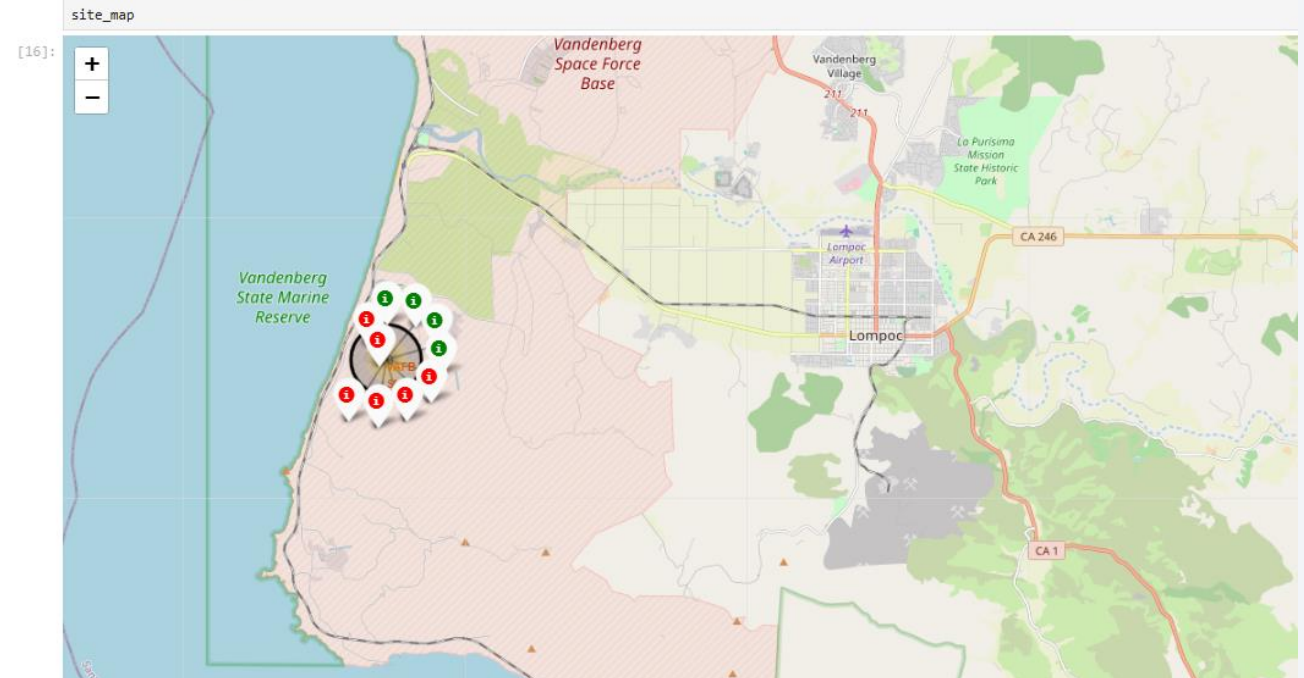 site_map
[16]:
+
−
Vandenberg
Space Force
Base
Vandenberg
Village
211
211
La Purisima
Mission
State Historic
Park
CA 246
Lompoc
Airport
Vandenberg
State Marine
Reserve
Lompoc
i
i
i
i
i
i
i
i
i
i
CA 1
San